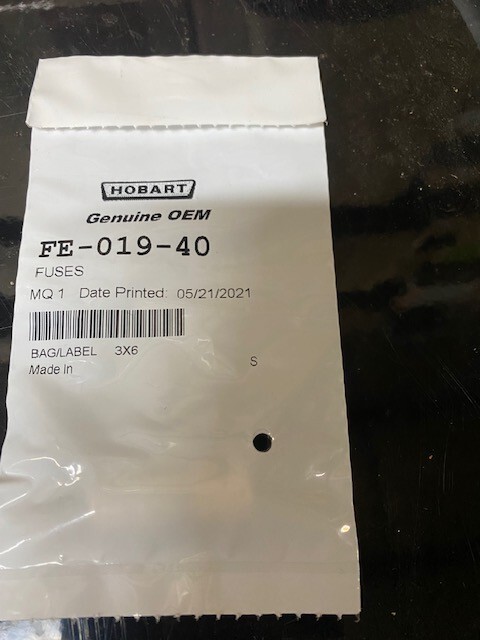 HOBART
Genuine OEM
FE-019-40
FUSES
MQ 1 Date Printed: 05/21/2021
BAG/LABEL 3X6
Made In
S